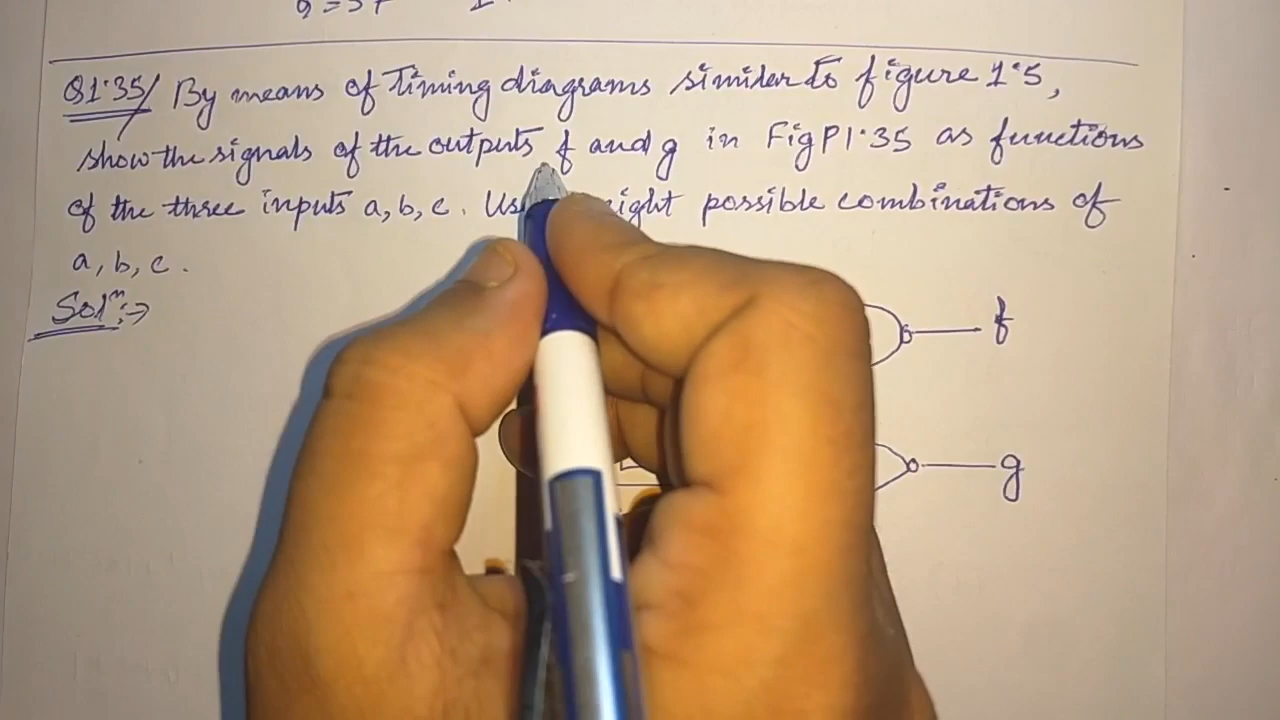 Q1.35/ By means of Timing diagrams similar to figure 1.5,
show the signals of the outputs f and g in Fig P1.35 as functions
of the three inputs a, b, c. possible combinations of
a, b, c.
Solⁿ:→
f
g